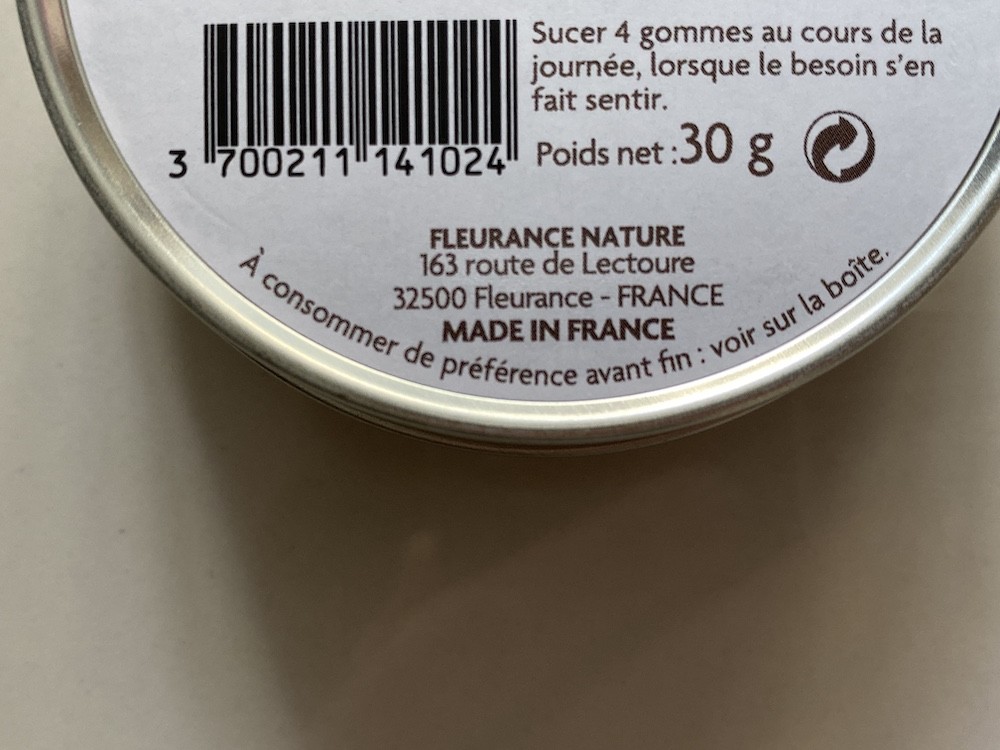 Sucer 4 gommes au cours de la
journée, lorsque le besoin s'en
fait sentir.
Poids net : 30 g
3 700211 141024
FLEURANCE NATURE
163 route de Lectoure
32500 Fleurance - FRANCE
MADE IN FRANCE
À consommer de préférence avant fin : voir sur la boîte.